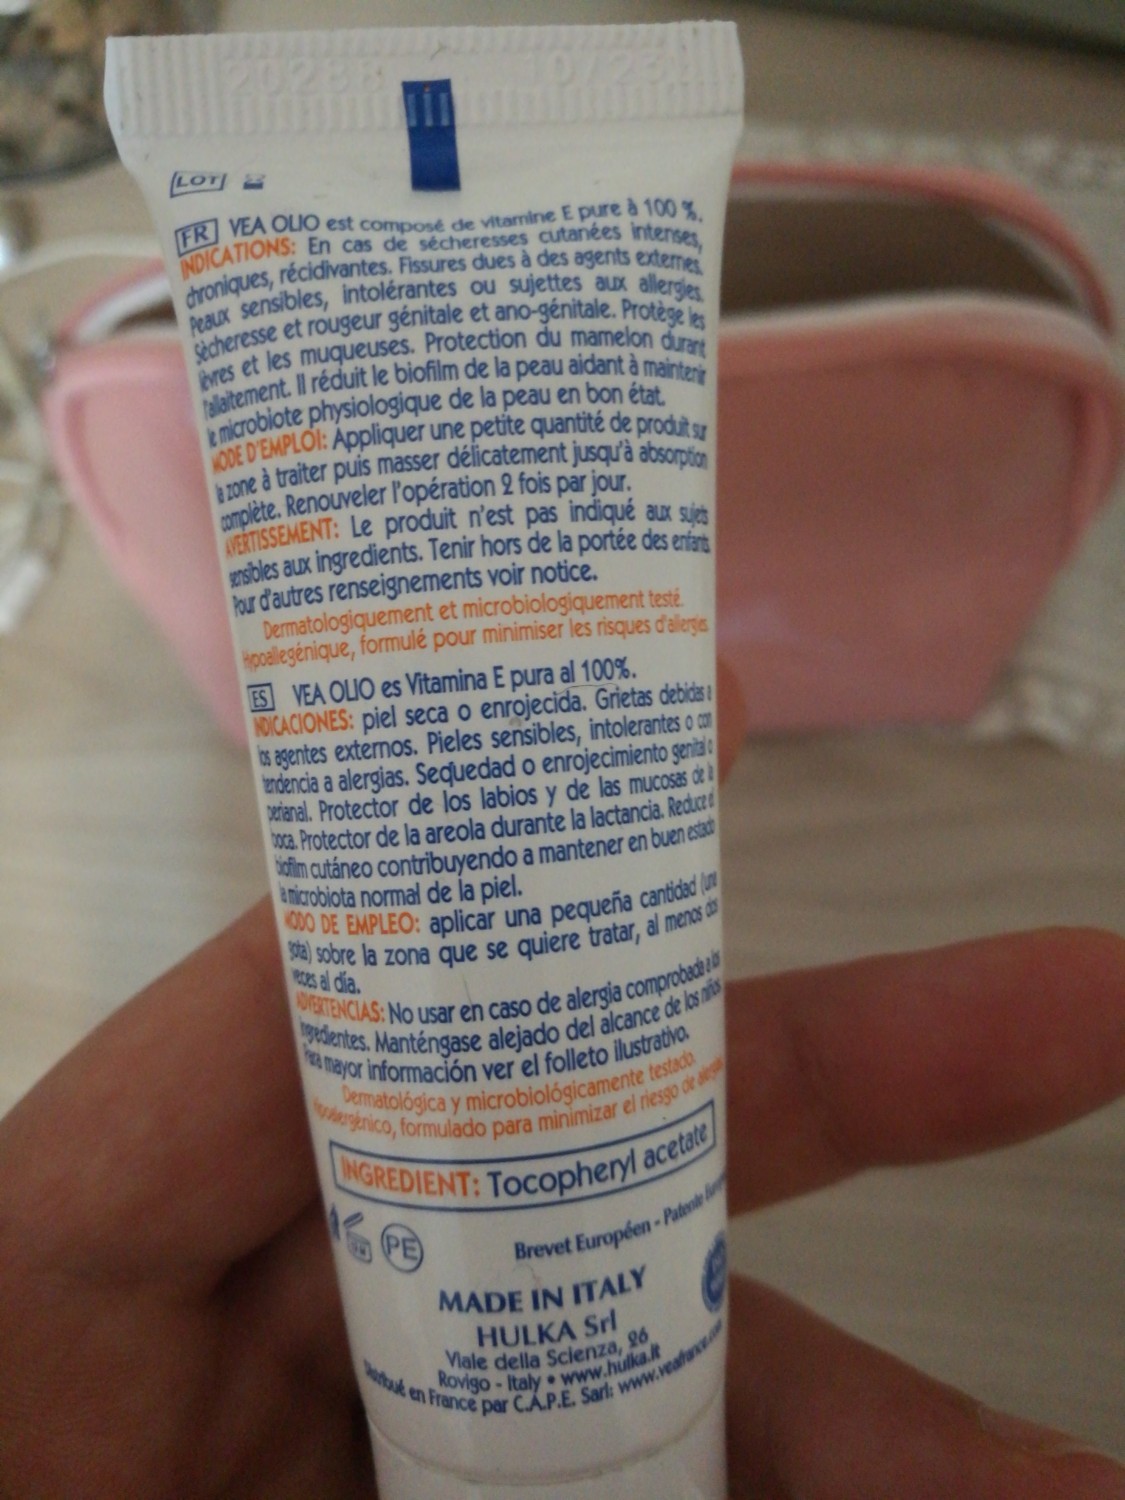 LOT
FR VEA OLIO est composé de vitamine E pure à 100 %.
INDICATIONS: En cas de sécheresses cutanées intenses,
chroniques, récidivantes. Fissures dues à des agents externes.
Peaux sensibles, intolérantes ou sujettes aux allergies.
Sécheresse et rougeur génitale et ano-génitale. Protège les
lèvres et les muqueuses. Protection du mamelon durant
l'allaitement. Il réduit le biofilm de la peau aidant à maintenir
le microbiote physiologique de la peau en bon état.
MODE D'EMPLOI: Appliquer une petite quantité de produit sur
la zone à traiter puis masser délicatement jusqu'à absorption
complète. Renouveler l'opération 2 fois par jour.
AVERTISSEMENT: Le produit n'est pas indiqué aux sujets
sensibles aux ingredients. Tenir hors de la portée des enfants.
Pour d'autres renseignements voir notice.
Dermatologiquement et microbiologiquement testé.
Hypoallegénique, formulé pour minimiser les risques d'allergies.
ES VEA OLIO es Vitamina E pura al 100%.
INDICACIONES: piel seca o enrojecida. Grietas debidas a
los agentes externos. Pieles sensibles, intolerantes o con
tendencia a alergias. Sequedad o enrojecimiento genital o
perianal. Protector de los labios y de las mucosas de la
boca. Protector de la areola durante la lactancia. Reduce el
biofilm cutáneo contribuyendo a mantener en buen estado
la microbiota normal de la piel.
MODO DE EMPLEO: aplicar una pequeña cantidad (una
gota) sobre la zona que se quiere tratar, al menos dos
veces al día.
ADVERTENCIAS: No usar en caso de alergia comprobada a los
ingredientes. Manténgase alejado del alcance de los niños.
Para mayor información ver el folleto ilustrativo.
Dermatológica y microbiológicamente testado.
Hipoalergénico, formulado para minimizar el riesgo de alergias.
INGREDIENT: Tocopheryl acetate
PE
Brevet Européen - Patente
MADE IN ITALY
HULKA Srl
Viale della Scienza, 26
Rovigo - Italy • www.hulka.it
Distribué en France par C.A.P.E. Sarl: www.veafrance.com